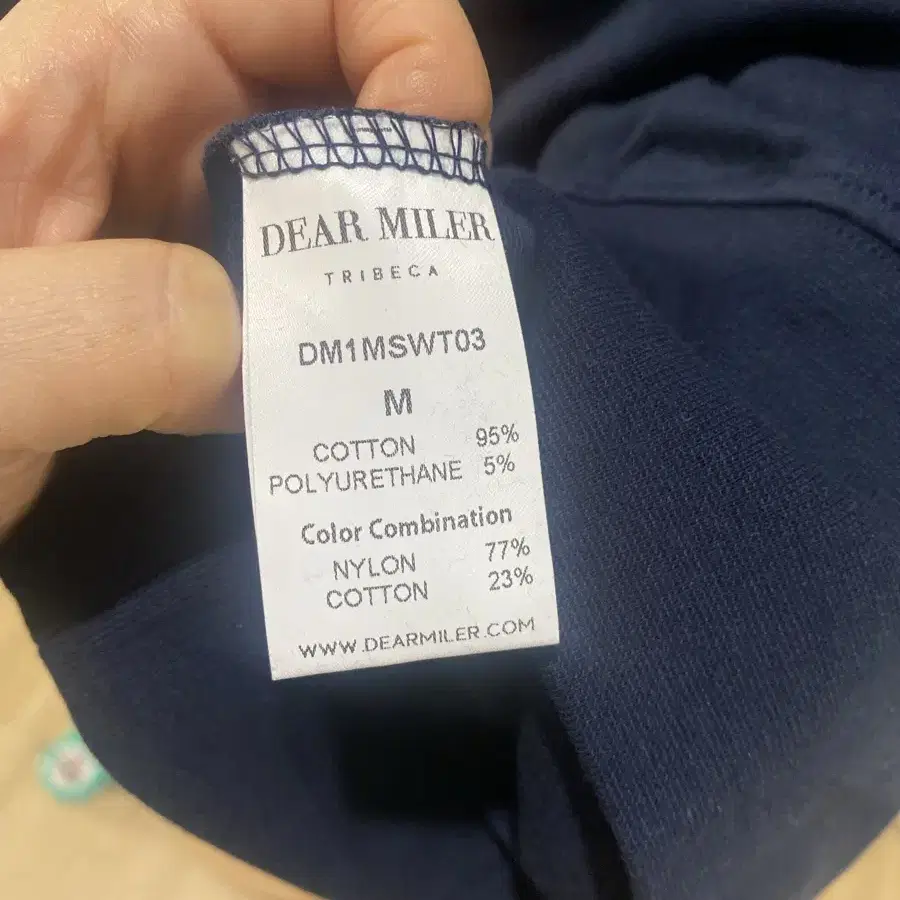 DEAR MILER
TRIBECA
DM1MSWT03
M
COTTON 95%
POLYURETHANE 5%
Color Combination
NYLON 77%
COTTON 23%
WWW.DEARMILER.COM